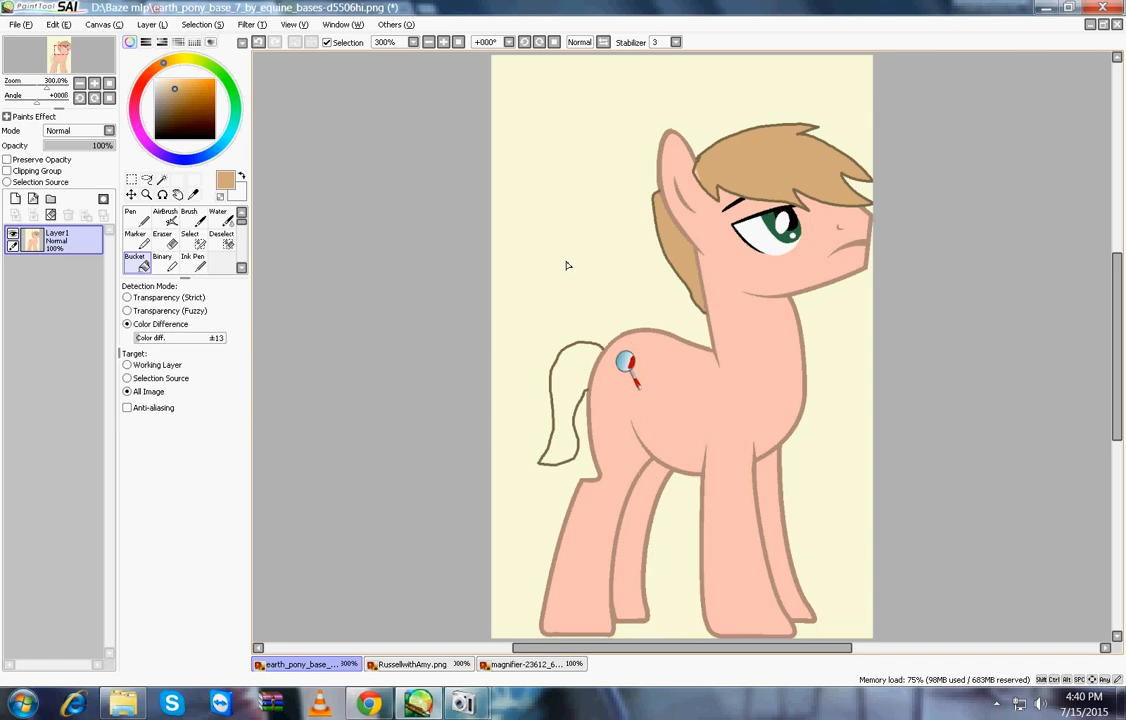 PaintTool SAI D:\Baze mlp\earth_pony_base_7_by_equine_bases-d5506hi.png (*)
File (F) Edit (E) Canvas (C) Layer (L) Selection (S) Filter (T) View (V) Window (W) Others (O)
Selection 300% +000° Normal Stabilizer 3
Zoom 300.0%
Angle +000ß
Paints Effect
Mode Normal
Opacity 100%
Preserve Opacity
Clipping Group
Selection Source
Layer1
Normal
100%
Pen AirBrush Brush Water
Marker Eraser Select Deselect
Bucket Binary Ink Pen
Detection Mode:
Transparency (Strict)
Transparency (Fuzzy)
Color Difference
Color diff. ±13
Target:
Working Layer
Selection Source
All Image
Anti-aliasing
earth_pony_base_... 300% RussellwithAmy.png 300% magnifier-23612_6... 100%
Memory load: 75% (98MB used / 683MB reserved) Shift Ctrl Alt SPC Any
4:40 PM
7/15/2015